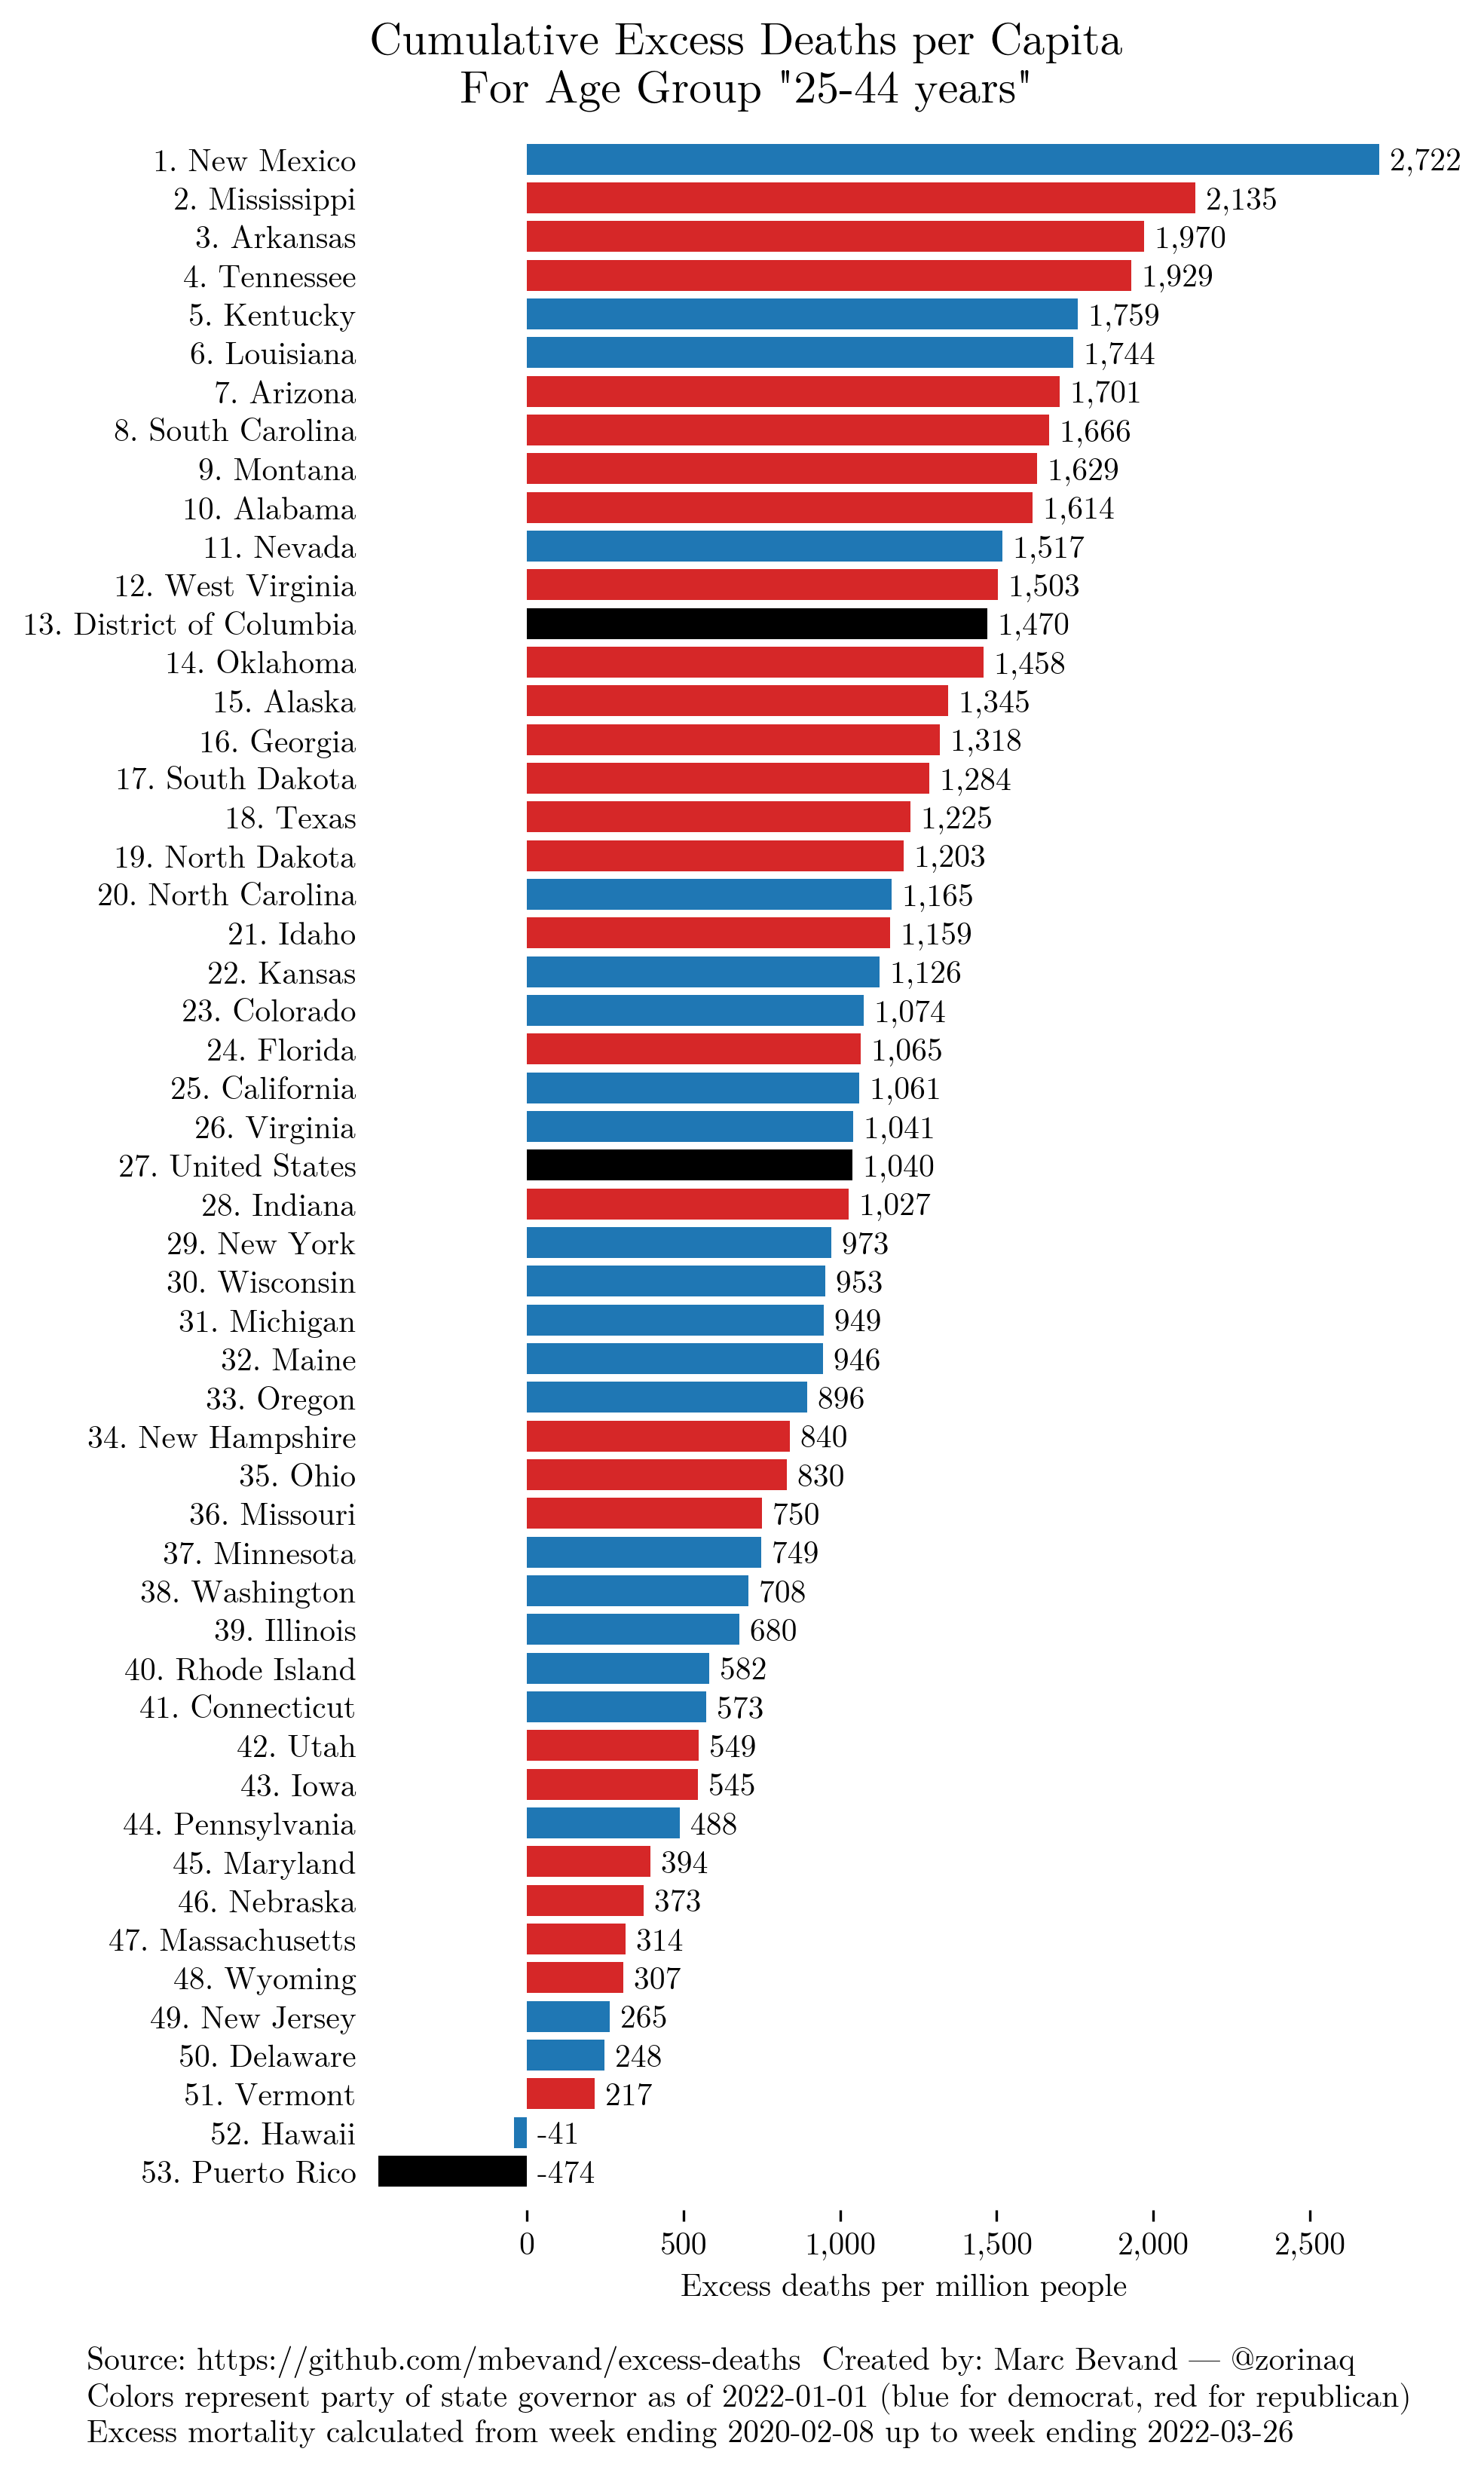 Cumulative Excess Deaths per Capita
For Age Group "25-44 years"
1. New Mexico 2,722
2. Mississippi 2,135
3. Arkansas 1,970
4. Tennessee 1,929
5. Kentucky 1,759
6. Louisiana 1,744
7. Arizona 1,701
8. South Carolina 1,666
9. Montana 1,629
10. Alabama 1,614
11. Nevada 1,517
12. West Virginia 1,503
13. District of Columbia 1,470
14. Oklahoma 1,458
15. Alaska 1,345
16. Georgia 1,318
17. South Dakota 1,284
18. Texas 1,225
19. North Dakota 1,203
20. North Carolina 1,165
21. Idaho 1,159
22. Kansas 1,126
23. Colorado 1,074
24. Florida 1,065
25. California 1,061
26. Virginia 1,041
27. United States 1,040
28. Indiana 1,027
29. New York 973
30. Wisconsin 953
31. Michigan 949
32. Maine 946
33. Oregon 896
34. New Hampshire 840
35. Ohio 830
36. Missouri 750
37. Minnesota 749
38. Washington 708
39. Illinois 680
40. Rhode Island 582
41. Connecticut 573
42. Utah 549
43. Iowa 545
44. Pennsylvania 488
45. Maryland 394
46. Nebraska 373
47. Massachusetts 314
48. Wyoming 307
49. New Jersey 265
50. Delaware 248
51. Vermont 217
52. Hawaii -41
53. Puerto Rico -474
0 500 1,000 1,500 2,000 2,500
Excess deaths per million people
Source: https://github.com/mbevand/excess-deaths Created by: Marc Bevand — @zorinaq
Colors represent party of state governor as of 2022-01-01 (blue for democrat, red for republican)
Excess mortality calculated from week ending 2020-02-08 up to week ending 2022-03-26